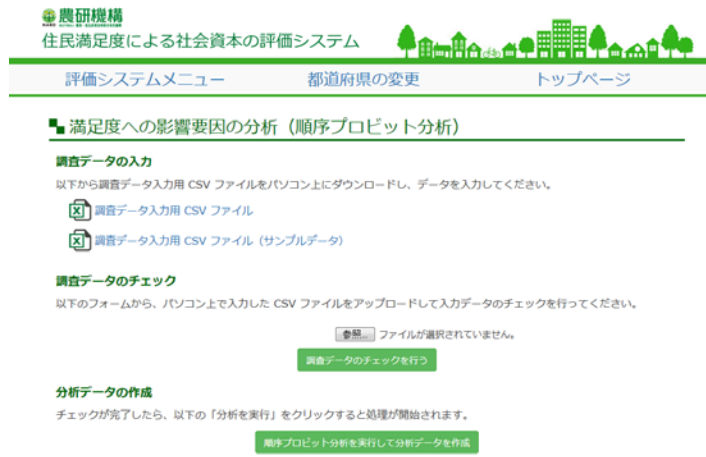 農研機構
住民満足度による社会資本の評価システム
評価システムメニュー 都道府県の変更 トップページ
満足度への影響要因の分析（順序プロビット分析）
調査データの入力
以下から調査データ入力用 CSV ファイルをパソコン上にダウンロードし、データを入力してください。
調査データ入力用 CSV ファイル
調査データ入力用 CSV ファイル（サンプルデータ）
調査データのチェック
以下のフォームから、パソコン上で入力した CSV ファイルをアップロードして入力データのチェックを行ってください。
参照... ファイルが選択されていません。
調査データのチェックを行う
分析データの作成
チェックが完了したら、以下の「分析を実行」をクリックすると処理が開始されます。
順序プロビット分析を実行して分析データを作成